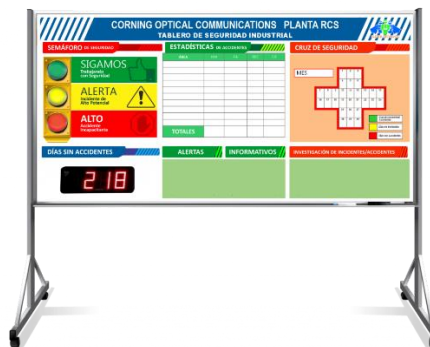 CORNING OPTICAL COMMUNICATIONS PLANTA RCS
TABLERO DE SEGURIDAD INDUSTRIAL
SEMÁFORO DE SEGURIDAD
SIGAMOS
Trabajando
con Seguridad
ALERTA
Incidente de
Alto Potencial
ALTO
Accidente
Incapacitante
ESTADÍSTICAS DE ACCIDENTES
TOTALES
CRUZ DE SEGURIDAD
MES
DÍAS SIN ACCIDENTES
218
ALERTAS
INFORMATIVOS
INVESTIGACIÓN DE INCIDENTES/ACCIDENTES